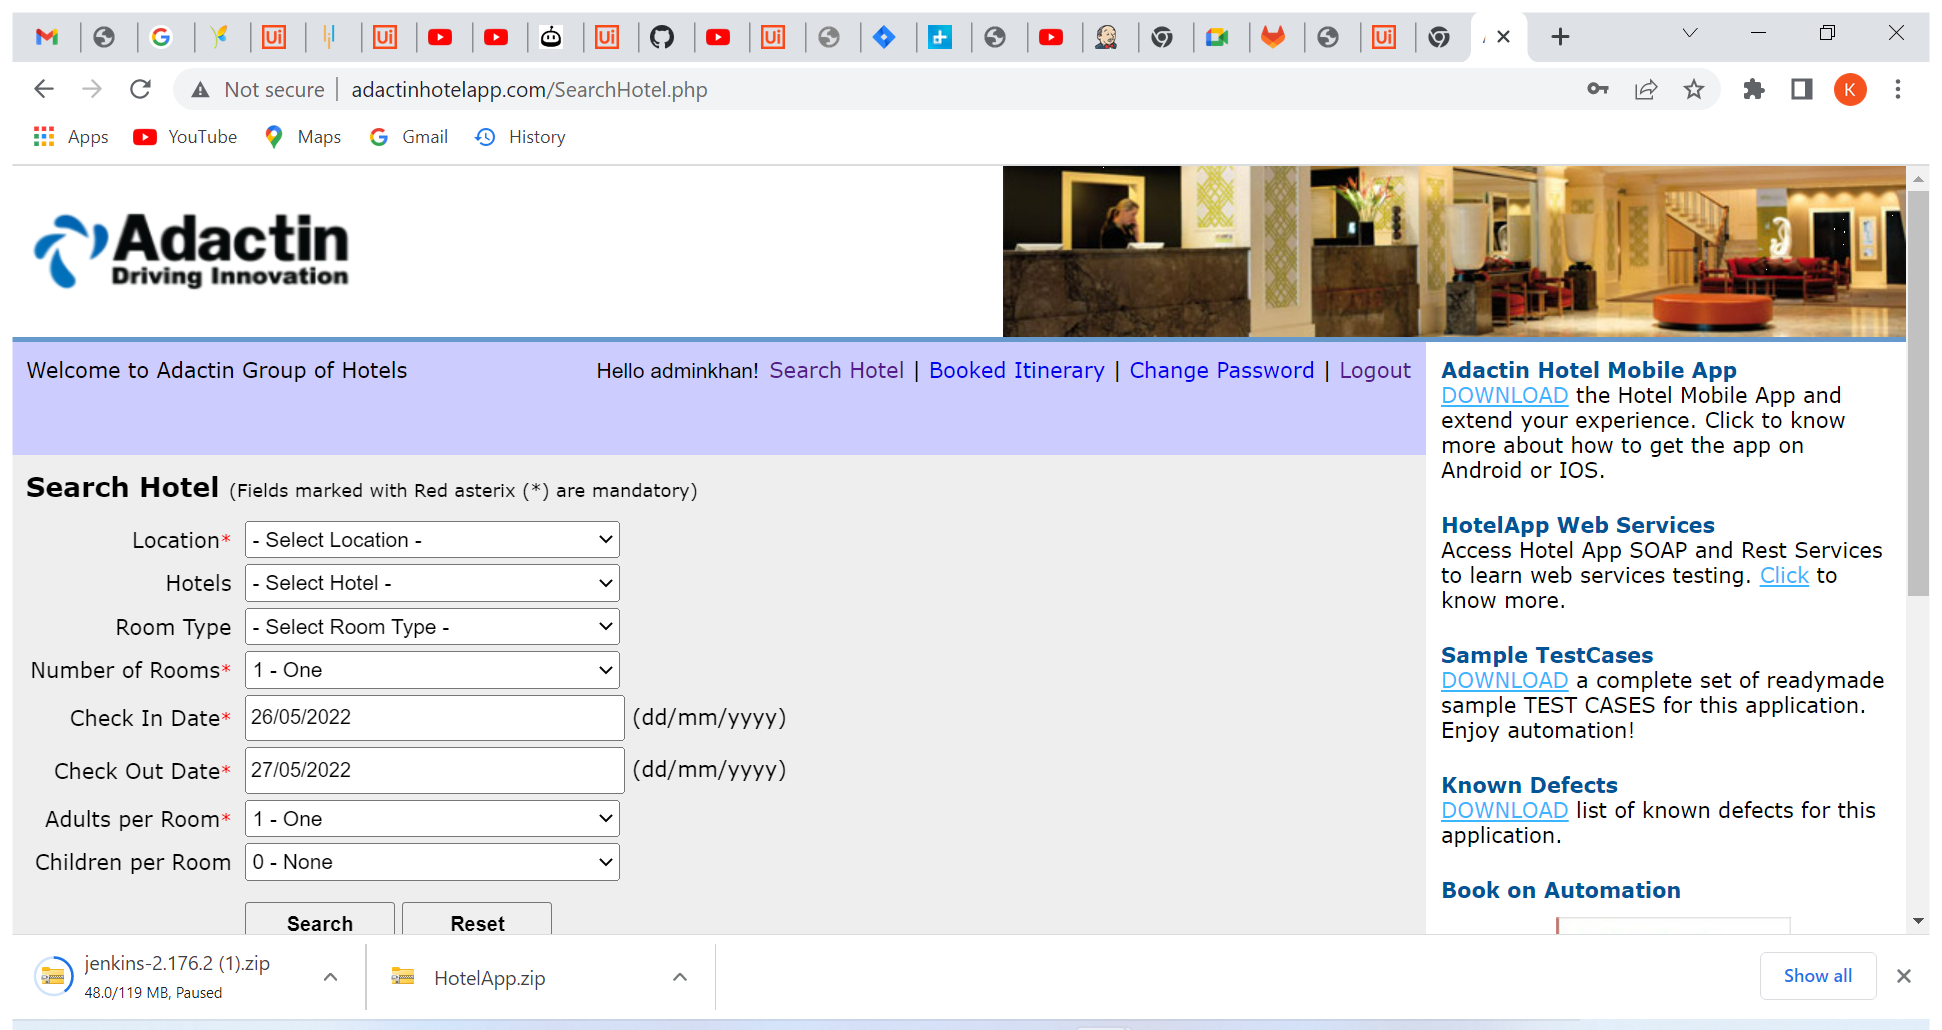 Not secure | adactinhotelapp.com/SearchHotel.php
K
Apps YouTube Maps Gmail History
Adactin
Driving Innovation
Welcome to Adactin Group of Hotels
Hello adminkhan! Search Hotel | Booked Itinerary | Change Password | Logout
Search Hotel (Fields marked with Red asterix (*) are mandatory)
Location* - Select Location -
Hotels - Select Hotel -
Room Type - Select Room Type -
Number of Rooms* 1 - One
Check In Date* 26/05/2022 (dd/mm/yyyy)
Check Out Date* 27/05/2022 (dd/mm/yyyy)
Adults per Room* 1 - One
Children per Room 0 - None
Search Reset
Adactin Hotel Mobile App
DOWNLOAD the Hotel Mobile App and
extend your experience. Click to know
more about how to get the app on
Android or IOS.
HotelApp Web Services
Access Hotel App SOAP and Rest Services
to learn web services testing. Click to
know more.
Sample TestCases
DOWNLOAD a complete set of readymade
sample TEST CASES for this application.
Enjoy automation!
Known Defects
DOWNLOAD list of known defects for this
application.
Book on Automation
jenkins-2.176.2 (1).zip
48.0/119 MB, Paused
HotelApp.zip
Show all